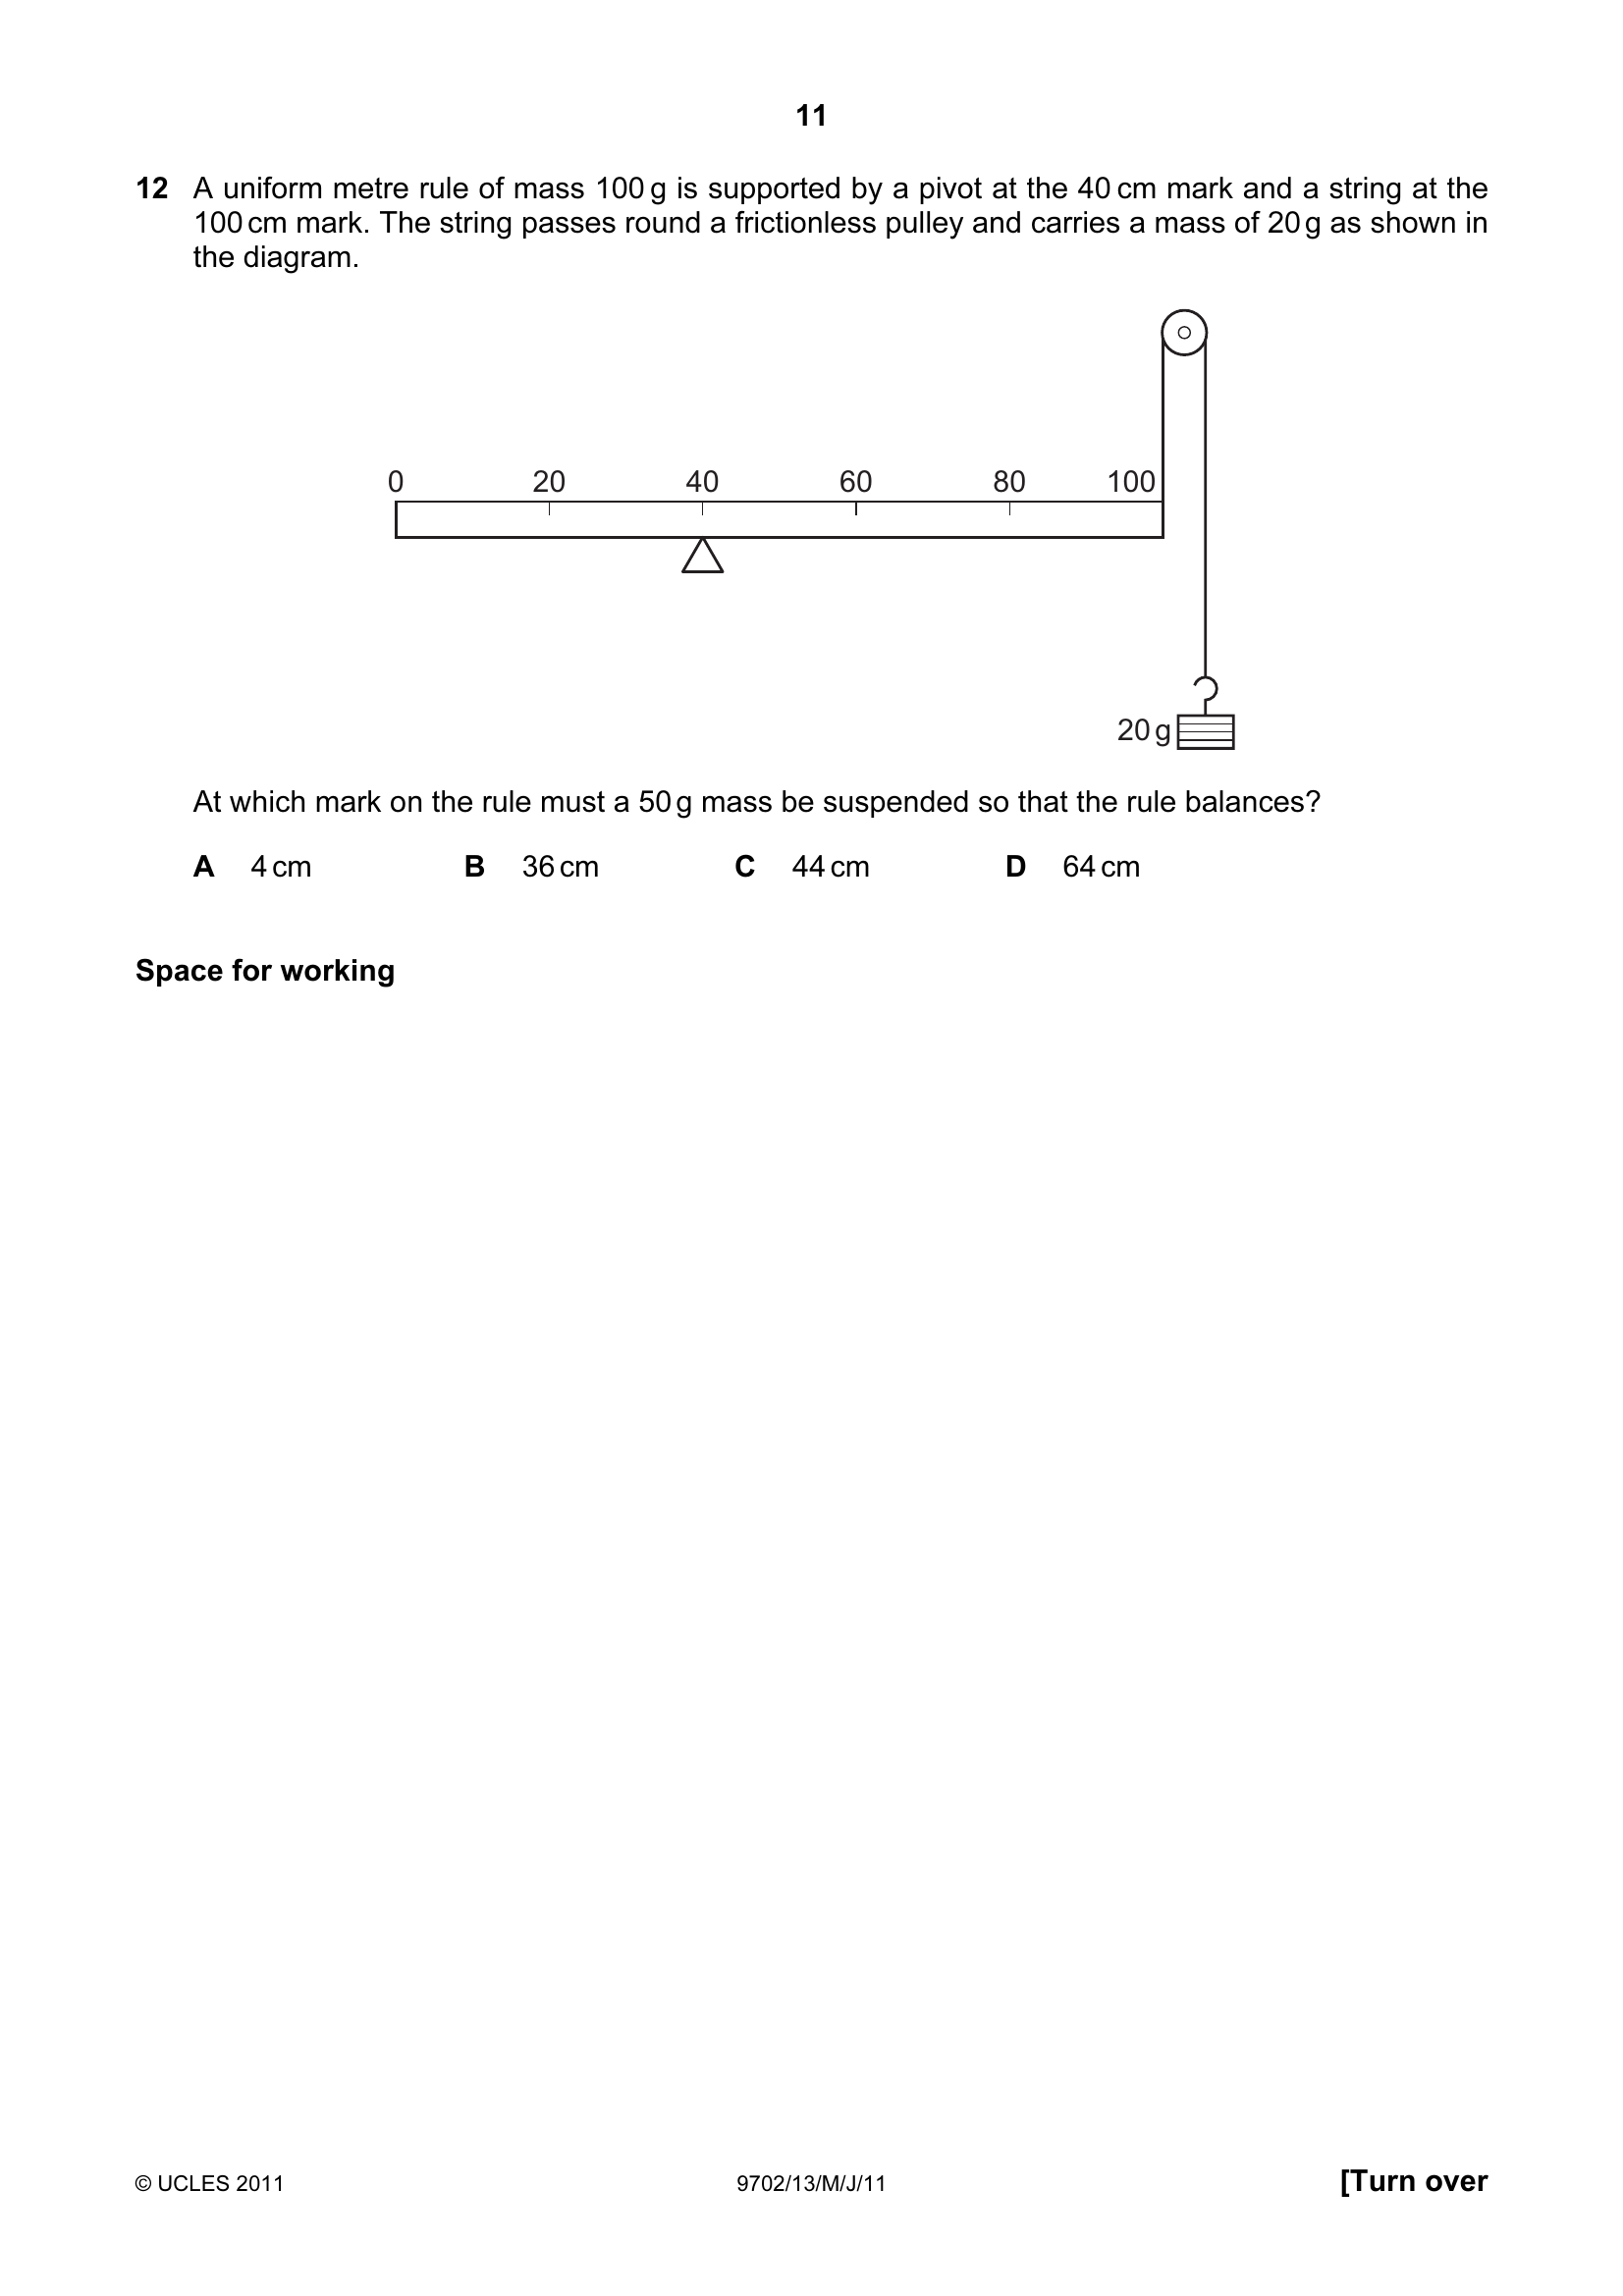 11
12 A uniform metre rule of mass 100 g is supported by a pivot at the 40 cm mark and a string at the
100 cm mark. The string passes round a frictionless pulley and carries a mass of 20 g as shown in
the diagram.
0 20 40 60 80 100
20 g
At which mark on the rule must a 50 g mass be suspended so that the rule balances?
A 4 cm B 36 cm C 44 cm D 64 cm
Space for working
© UCLES 2011 9702/13/M/J/11 [Turn over